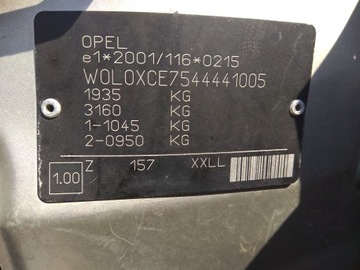 OPEL
e1*2001/116*0215
W0L0XCE7544441005
1935 KG
3160 KG
1-1045 KG
2-0950 KG
1.00 Z 157 XXLL